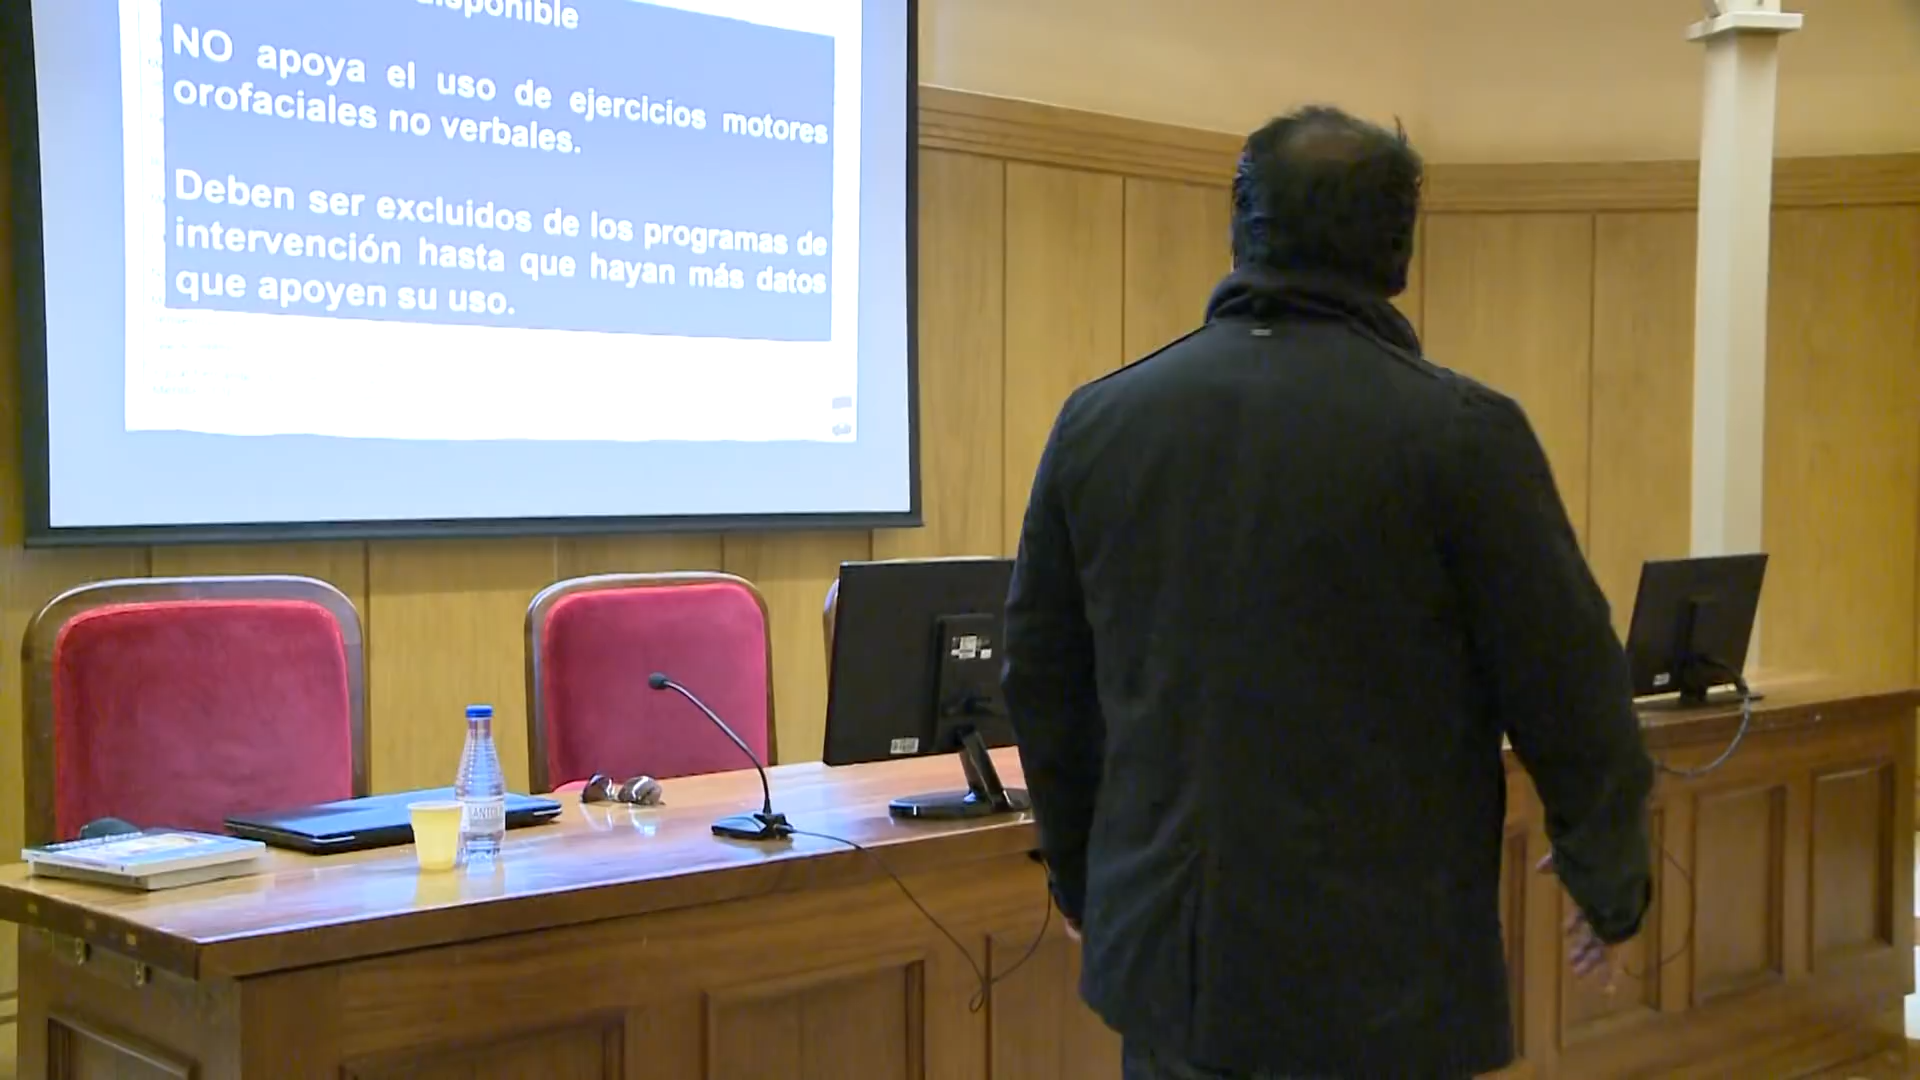 disponible
NO apoya el uso de ejercicios motores
orofaciales no verbales.
Deben ser excluidos de los programas de
intervención hasta que hayan más datos
que apoyen su uso.